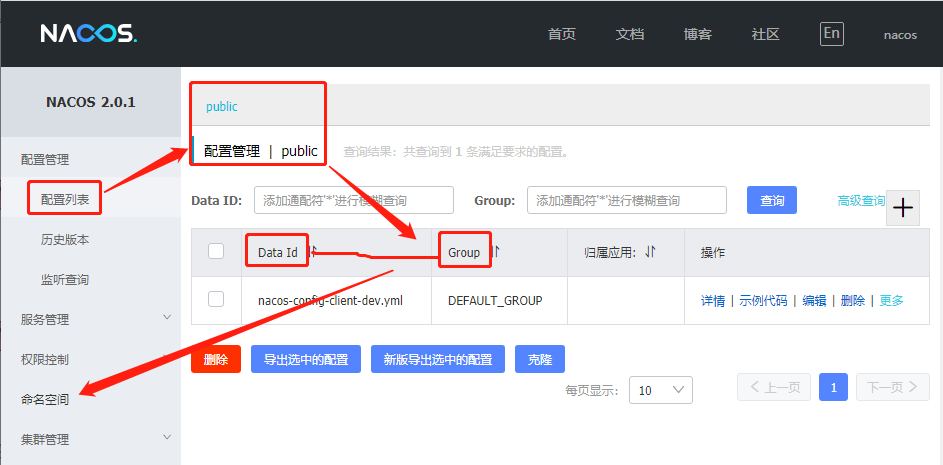 NACOS.
首页 文档 博客 社区 En nacos
NACOS 2.0.1
配置管理
配置列表
历史版本
监听查询
服务管理
权限控制
命名空间
集群管理
public
配置管理 | public 查询结果：共查询到 1 条满足要求的配置。
Data ID: 添加通配符'*'进行模糊查询 Group: 添加通配符'*'进行模糊查询 查询 高级查询
Data Id Group 归属应用: 操作
nacos-config-client-dev.yml DEFAULT_GROUP 详情 | 示例代码 | 编辑 | 删除 | 更多
删除 导出选中的配置 新版导出选中的配置 克隆
每页显示: 10 上一页 1 下一页